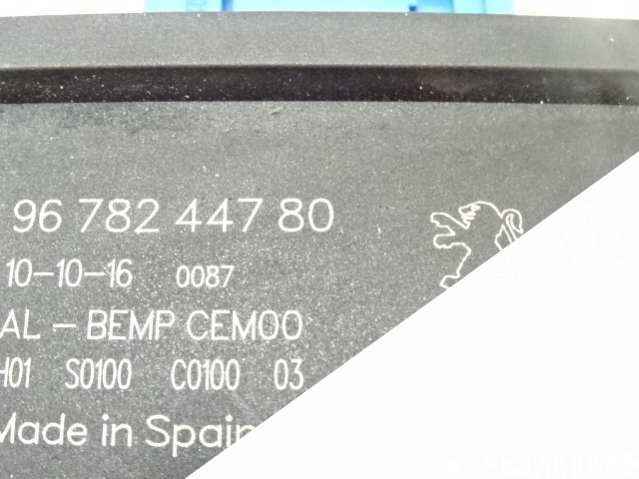 96 782 447 80
10-10-16 0087
AL - BEMP CEM00
H01 S0100 C0100 03
Made in Spain